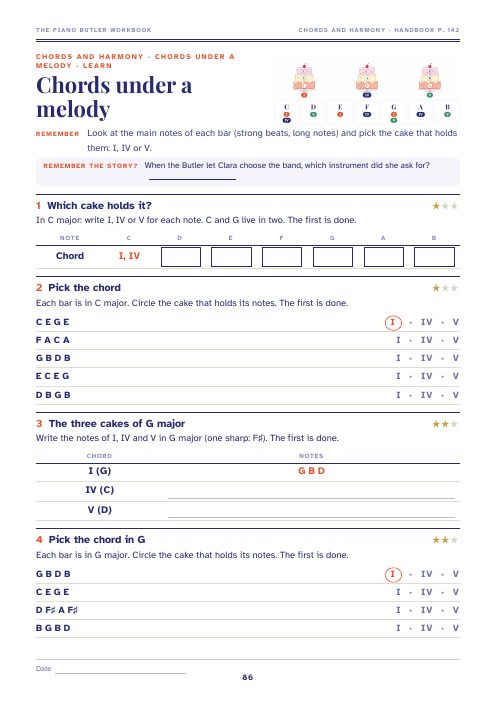 THE PIANO BUTLER WORKBOOK
CHORDS AND HARMONY · HANDBOOK P. 142
CHORDS AND HARMONY · CHORDS UNDER A
MELODY · LEARN
Chords under a
melody
C D E F G A B
REMEMBER Look at the main notes of each bar (strong beats, long notes) and pick the cake that holds
them: I, IV or V.
REMEMBER THE STORY? When the Butler let Clara choose the band, which instrument did she ask for?
1 Which cake holds it?
In C major: write I, IV or V for each note. C and G live in two. The first is done.
NOTE C D E F G A B
Chord I, IV
2 Pick the chord
Each bar is in C major. Circle the cake that holds its notes. The first is done.
C E G E I · IV · V
F A C A I · IV · V
G B D B I · IV · V
E C E G I · IV · V
D B G B I · IV · V
3 The three cakes of G major
Write the notes of I, IV and V in G major (one sharp: F♯). The first is done.
CHORD NOTES
I (G) G B D
IV (C)
V (D)
4 Pick the chord in G
Each bar is in G major. Circle the cake that holds its notes. The first is done.
G B D B I · IV · V
C E G E I · IV · V
D F♯ A F♯ I · IV · V
B G B D I · IV · V
Date
86